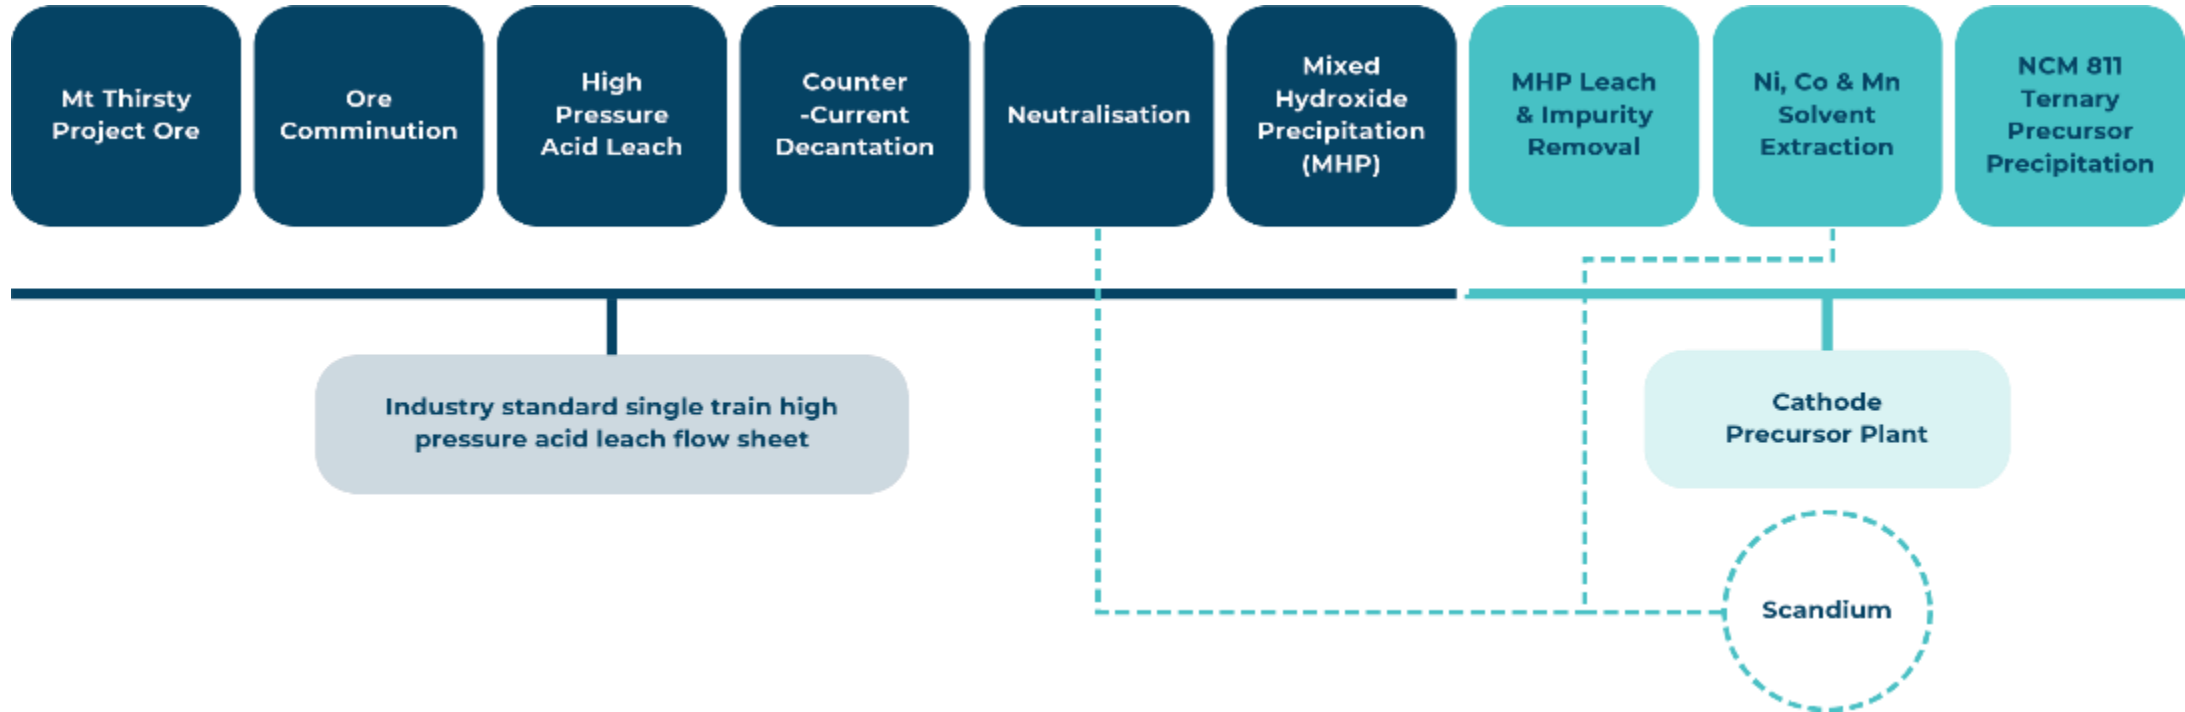 Mt Thirsty
Project Ore
Ore
Comminution
High
Pressure
Acid Leach
Counter
-Current
Decantation
Neutralisation
Mixed
Hydroxide
Precipitation
(MHP)
MHP Leach
& Impurity
Removal
Ni, Co & Mn
Solvent
Extraction
NCM 811
Ternary
Precursor
Precipitation
Industry standard single train high
pressure acid leach flow sheet
Cathode
Precursor Plant
Scandium